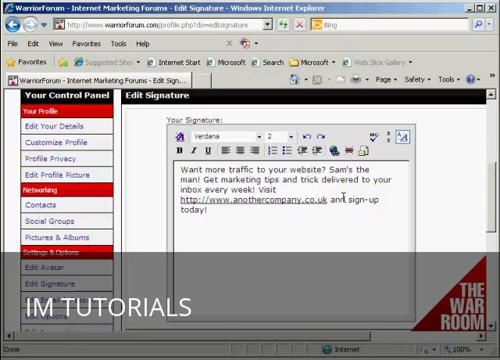 WarriorForum - Internet Marketing Forums - Edit Signature
http://www.warriorforum.com/profile.php?do=editsignature
Bing
File Edit View Favorites Tools Help
Favorites Suggested Sites Internet Start Microsoft Microsoft Web Slice Gallery
WarriorForum - Internet Marketing Forums - Edit Sign...
Page Safety Tools
Your Control Panel
Edit Signature
Your Profile
Edit Your Details
Customize Profile
Profile Privacy
Edit Profile Picture
Networking
Contacts
Social Groups
Pictures & Albums
Settings & Options
Edit Avatar
Edit Signature
Edit Options
Your Signature:
Verdana 2
B I U
Want more traffic to your website? Sam's the
man! Get marketing tips and trick delivered to your
inbox every week! Visit
http://www.anothercompany.co.uk and sign-up
today!
IM TUTORIALS
THE
WAR
ROOM
Done Internet 100%